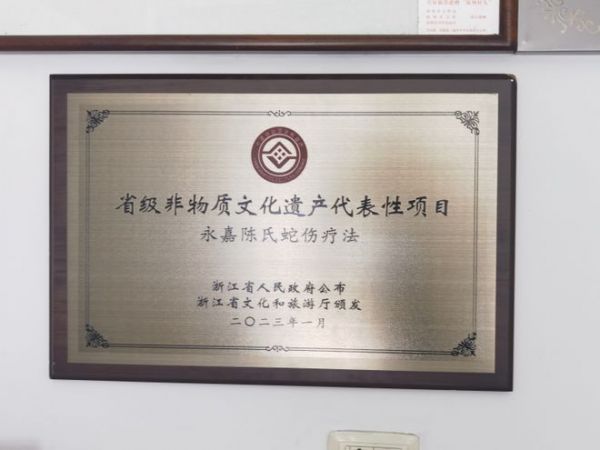 省级非物质文化遗产代表性项目
永嘉陈氏蛇伤疗法
浙江省人民政府公布
浙江省文化和旅游厅颁发
二〇二三年一月